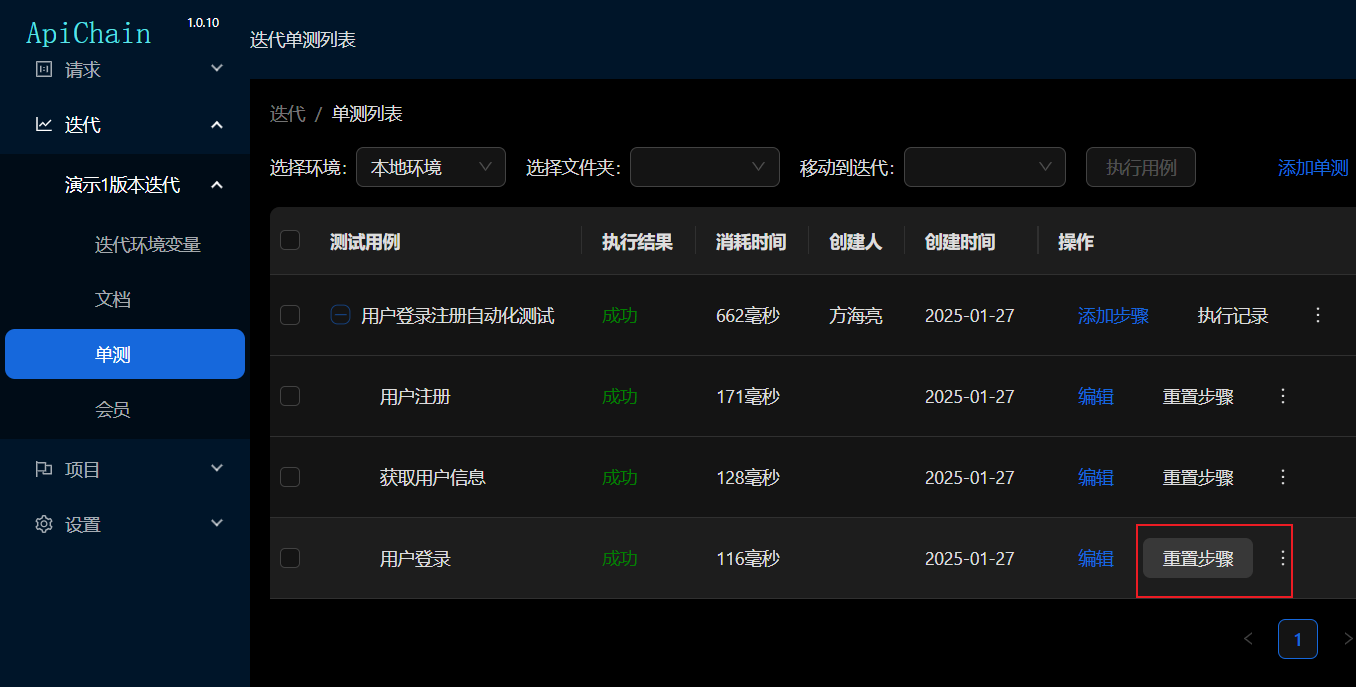 ApiChain 1.0.10
请求
迭代
演示1版本迭代
迭代环境变量
文档
单测
会员
项目
设置
迭代单测列表
迭代 / 单测列表
选择环境: 本地环境 选择文件夹: 移动到迭代: 执行用例 添加单测
测试用例 执行结果 消耗时间 创建人 创建时间 操作
用户登录注册自动化测试 成功 662毫秒 方海亮 2025-01-27 添加步骤 执行记录
用户注册 成功 171毫秒 2025-01-27 编辑 重置步骤
获取用户信息 成功 128毫秒 2025-01-27 编辑 重置步骤
用户登录 成功 116毫秒 2025-01-27 编辑 重置步骤
< 1 >